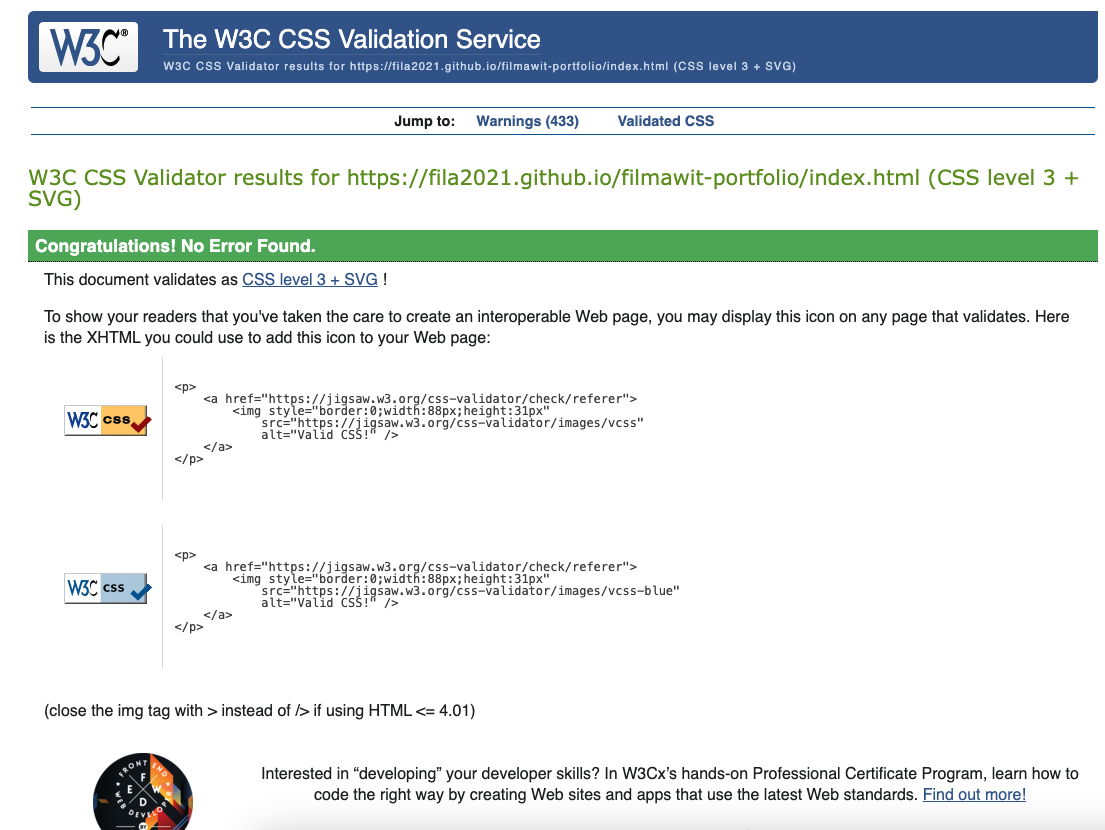 W3C®
The W3C CSS Validation Service
W3C CSS Validator results for https://fila2021.github.io/filmawit-portfolio/index.html (CSS level 3 + SVG)
Jump to: Warnings (433) Validated CSS
W3C CSS Validator results for https://fila2021.github.io/filmawit-portfolio/index.html (CSS level 3 +
SVG)
Congratulations! No Error Found.
This document validates as CSS level 3 + SVG !
To show your readers that you've taken the care to create an interoperable Web page, you may display this icon on any page that validates. Here
is the XHTML you could use to add this icon to your Web page:
W3C css
<p>
<a href="https://jigsaw.w3.org/css-validator/check/referer">
<img style="border:0;width:88px;height:31px"
src="https://jigsaw.w3.org/css-validator/images/vcss"
alt="Valid CSS!" />
</a>
</p>
W3C css
<p>
<a href="https://jigsaw.w3.org/css-validator/check/referer">
<img style="border:0;width:88px;height:31px"
src="https://jigsaw.w3.org/css-validator/images/vcss-blue"
alt="Valid CSS!" />
</a>
</p>
(close the img tag with > instead of /> if using HTML <= 4.01)
FRONT END
WEB DEVELOP
F E W D
Interested in “developing” your developer skills? In W3Cx’s hands-on Professional Certificate Program, learn how to
code the right way by creating Web sites and apps that use the latest Web standards. Find out more!